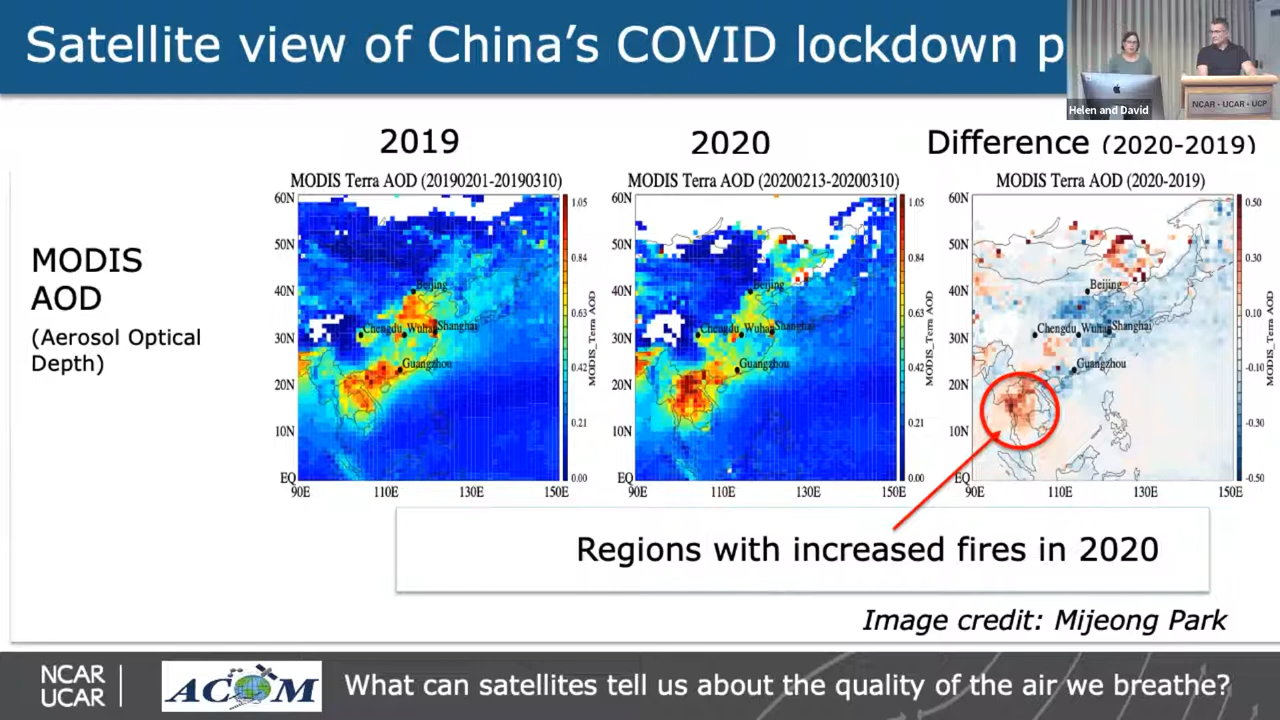 Satellite view of China's COVID lockdown p
Helen and David
NCAR • UCAR • UCP
2019
2020
Difference (2020-2019)
MODIS Terra AOD (20190201-20190310)
MODIS Terra AOD (20200213-20200310)
MODIS Terra AOD (2020-2019)
MODIS
AOD
(Aerosol Optical
Depth)
60N
50N
40N
30N
20N
10N
EQ
90E 110E 130E 150E
Beijing
Chengdu Wuhan Shanghai
Guangzhou
1.05
0.84
0.63
0.42
0.21
0.00
MODIS_Terra AOD
60N
50N
40N
30N
20N
10N
EQ
90E 110E 130E 150E
Beijing
Chengdu Wuhan Shanghai
Guangzhou
1.05
0.84
0.63
0.42
0.21
0.00
MODIS_Terra AOD
60N
50N
40N
30N
20N
10N
EQ
90E 110E 130E 150E
Beijing
Chengdu Wuhan Shanghai
Guangzhou
0.50
0.30
0.10
-0.10
-0.30
-0.50
MODIS_Terra AOD
Regions with increased fires in 2020
Image credit: Mijeong Park
NCAR
UCAR
ACOM
What can satellites tell us about the quality of the air we breathe?